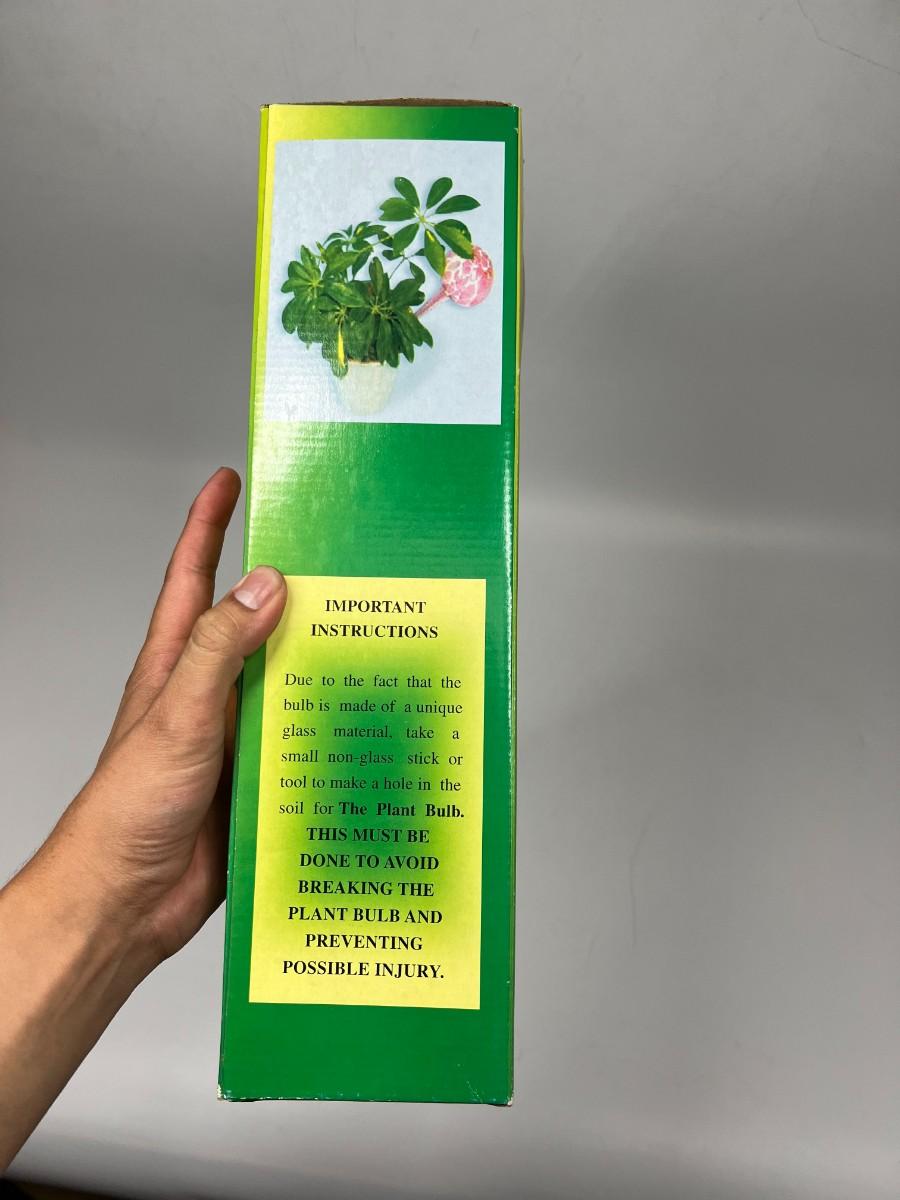 IMPORTANT
INSTRUCTIONS
Due to the fact that the
bulb is made of a unique
glass material, take a
small non-glass stick or
tool to make a hole in the
soil for The Plant Bulb.
THIS MUST BE
DONE TO AVOID
BREAKING THE
PLANT BULB AND
PREVENTING
POSSIBLE INJURY.